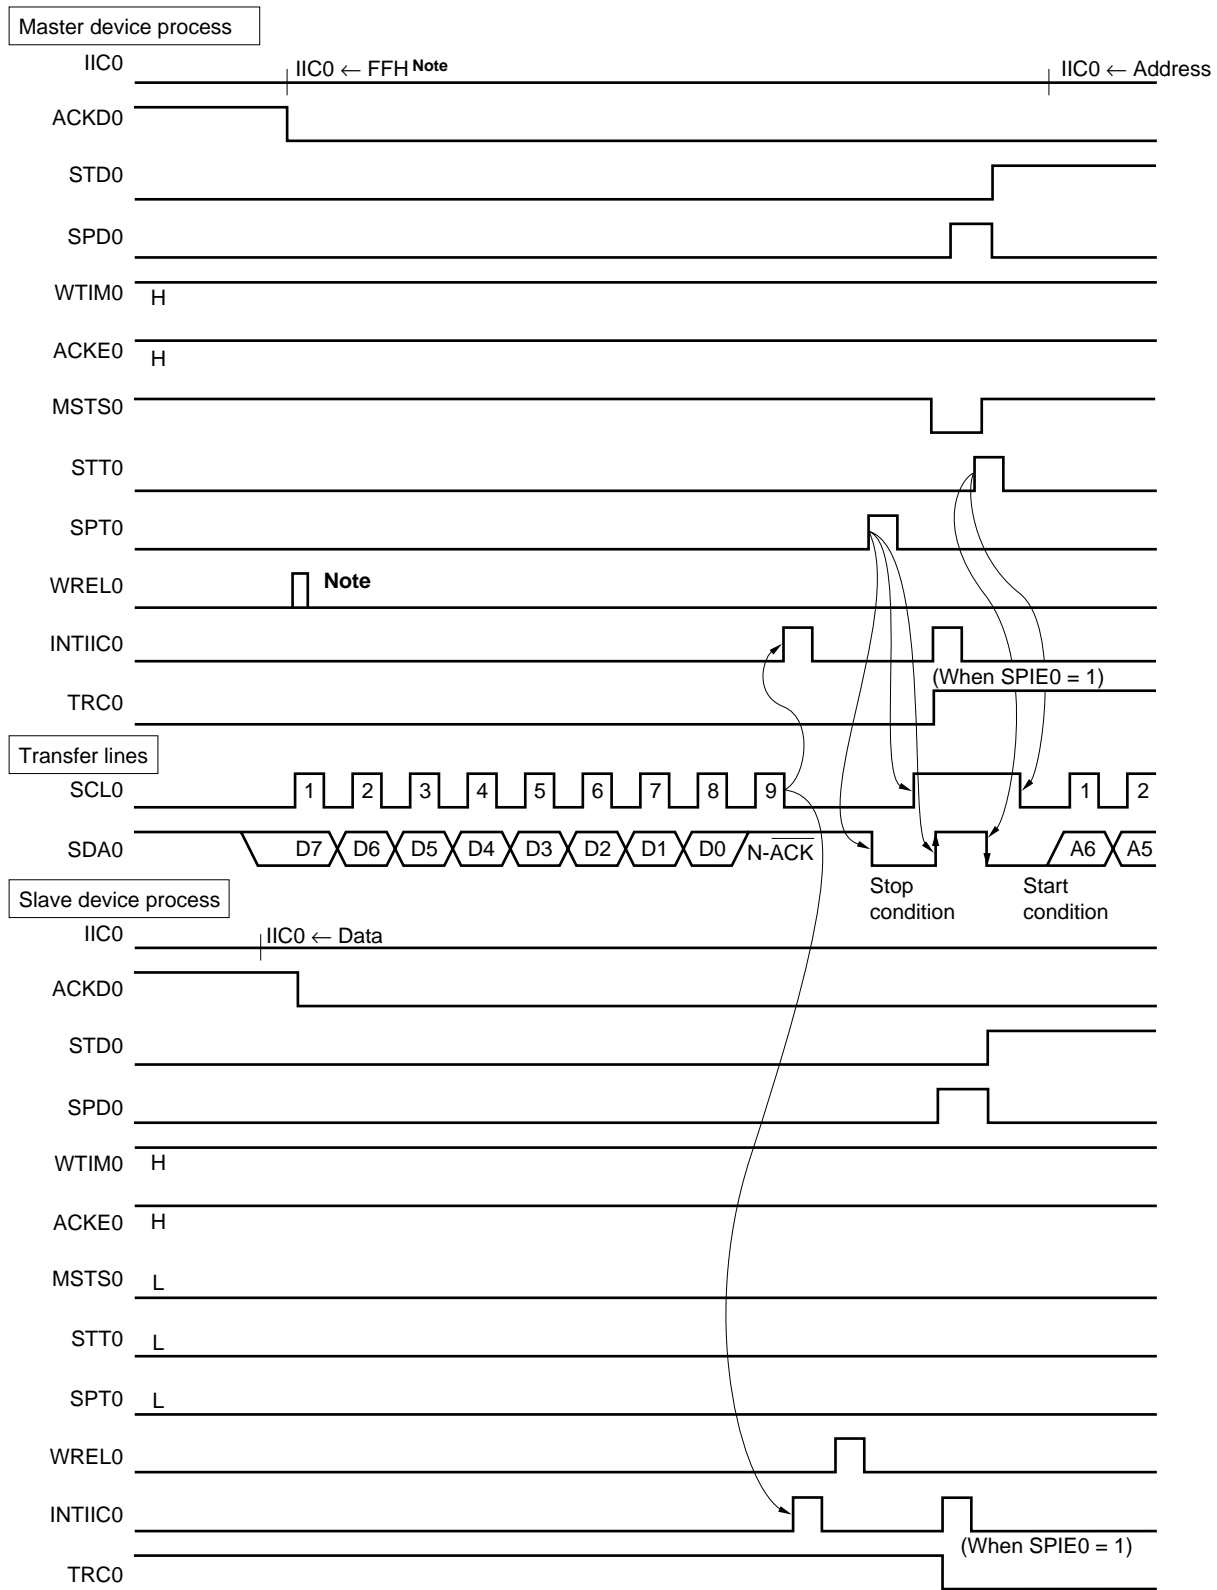 Master device process
IIC0 IIC0 ← FFH Note IIC0 ← Address
ACKD0
STD0
SPD0
WTIM0 H
ACKE0 H
MSTS0
STT0
SPT0
WREL0 Note
INTIIC0
(When SPIE0 = 1)
TRC0
Transfer lines
SCL0 1 2 3 4 5 6 7 8 9 1 2
SDA0 D7 D6 D5 D4 D3 D2 D1 D0 N-A̅C̅K̅ A6 A5
Stop condition
Start condition
Slave device process
IIC0 IIC0 ← Data
ACKD0
STD0
SPD0
WTIM0 H
ACKE0 H
MSTS0 L
STT0 L
SPT0 L
WREL0
INTIIC0
(When SPIE0 = 1)
TRC0